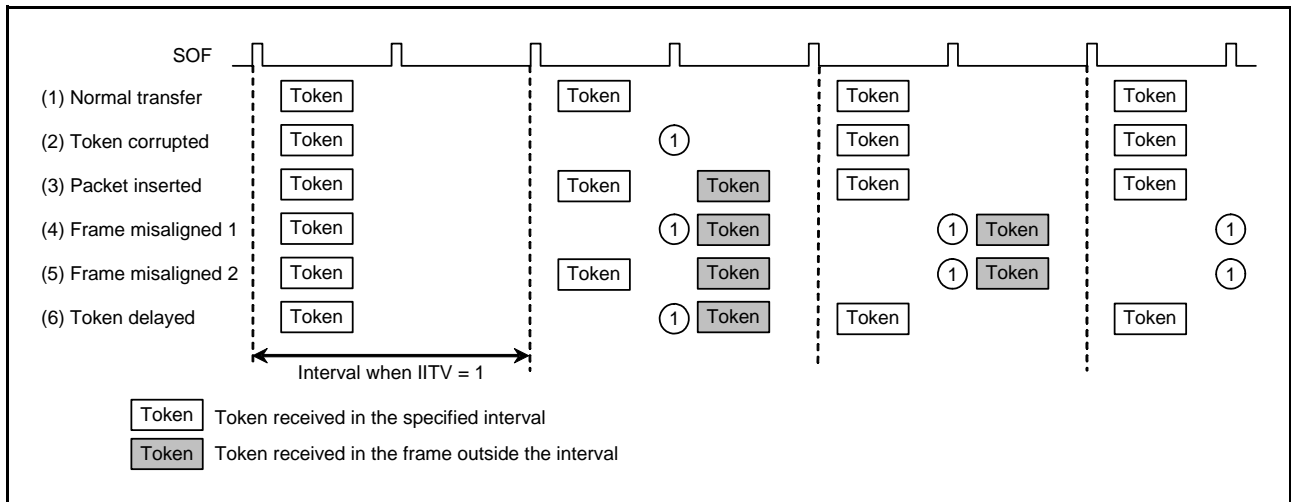 SOF
(1) Normal transfer Token Token Token Token
(2) Token corrupted Token 1 Token Token
(3) Packet inserted Token Token Token Token Token
(4) Frame misaligned 1 Token 1 Token 1 Token 1
(5) Frame misaligned 2 Token Token Token 1 Token 1
(6) Token delayed Token 1 Token Token Token
Interval when IITV = 1
Token Token received in the specified interval
Token Token received in the frame outside the interval